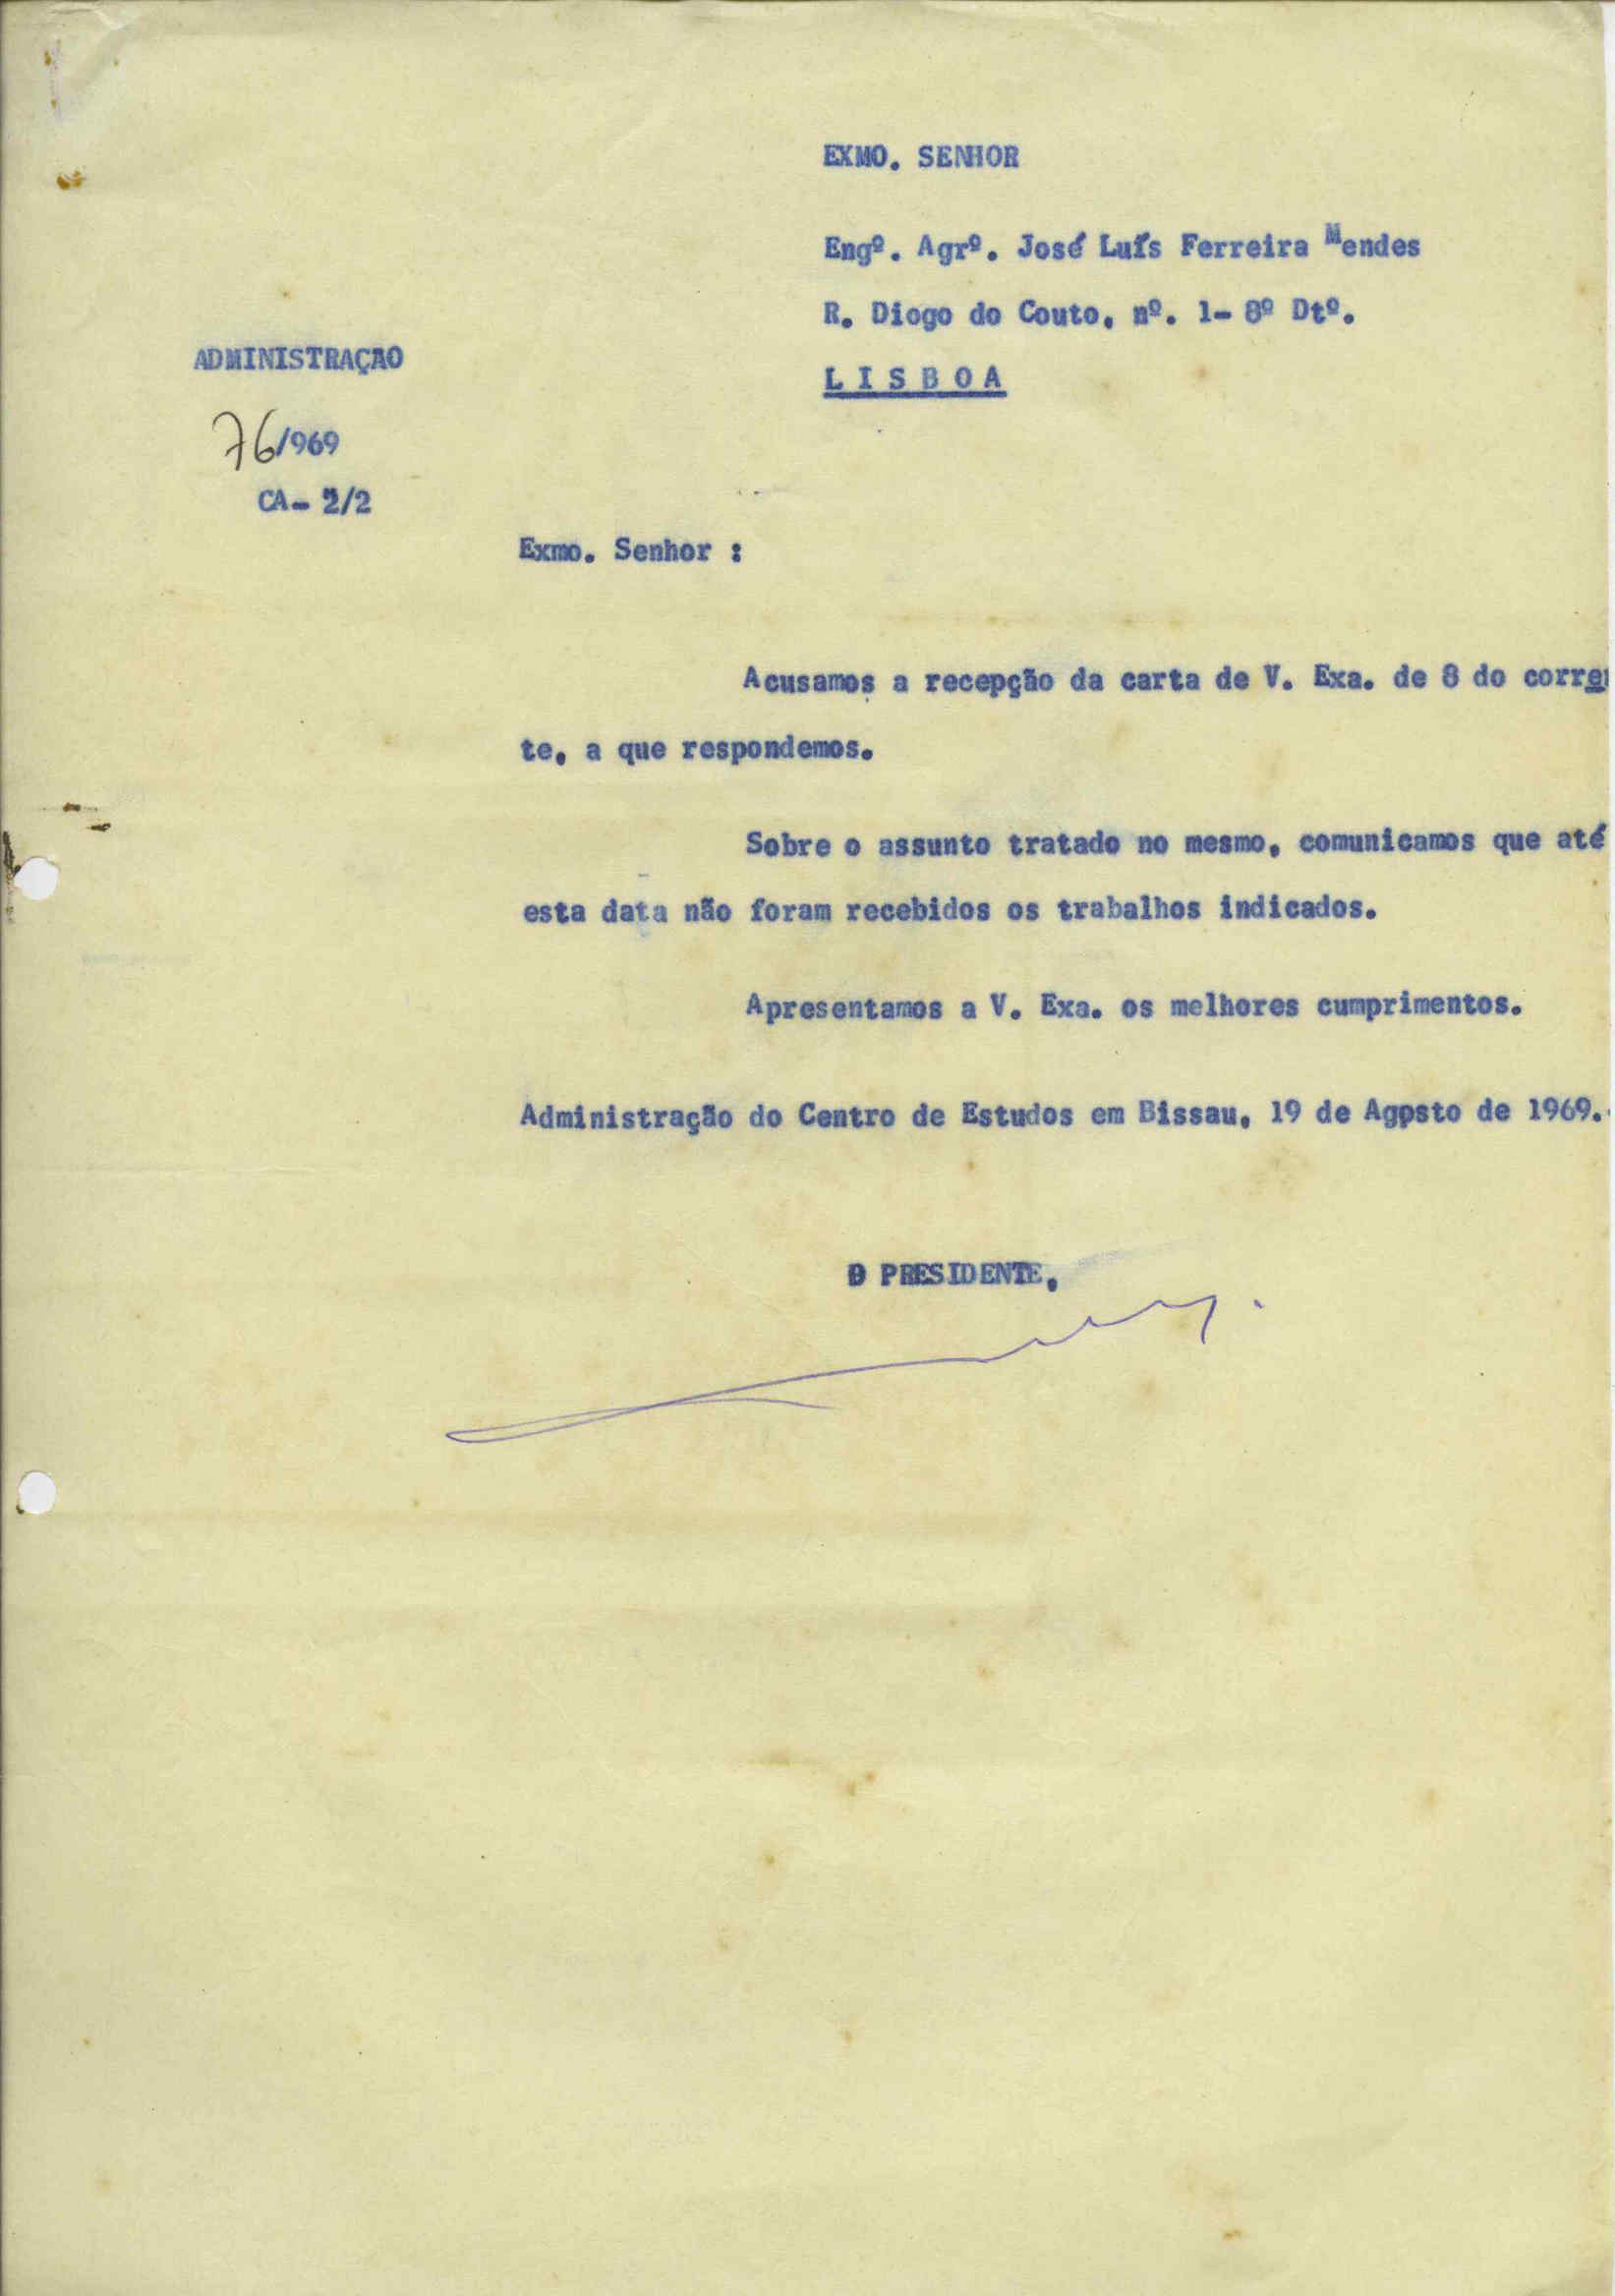 EXMO. SENHOR
Engº. Agrº. José Luís Ferreira Mendes
R. Diogo do Couto, nº. 1- 8º Dtº.
LISBOA
ADMINISTRAÇAO
76/969
CA- 2/2
Exmo. Senhor :
Acusamos a recepção da carta de V. Exa. de 8 do corren
te, a que respondemos.
Sobre o assunto tratado no mesmo, comunicamos que até
esta data não foram recebidos os trabalhos indicados.
Apresentamos a V. Exa. os melhores cumprimentos.
Administração do Centro de Estudos em Bissau, 19 de Agosto de 1969.
O PRESIDENTE,